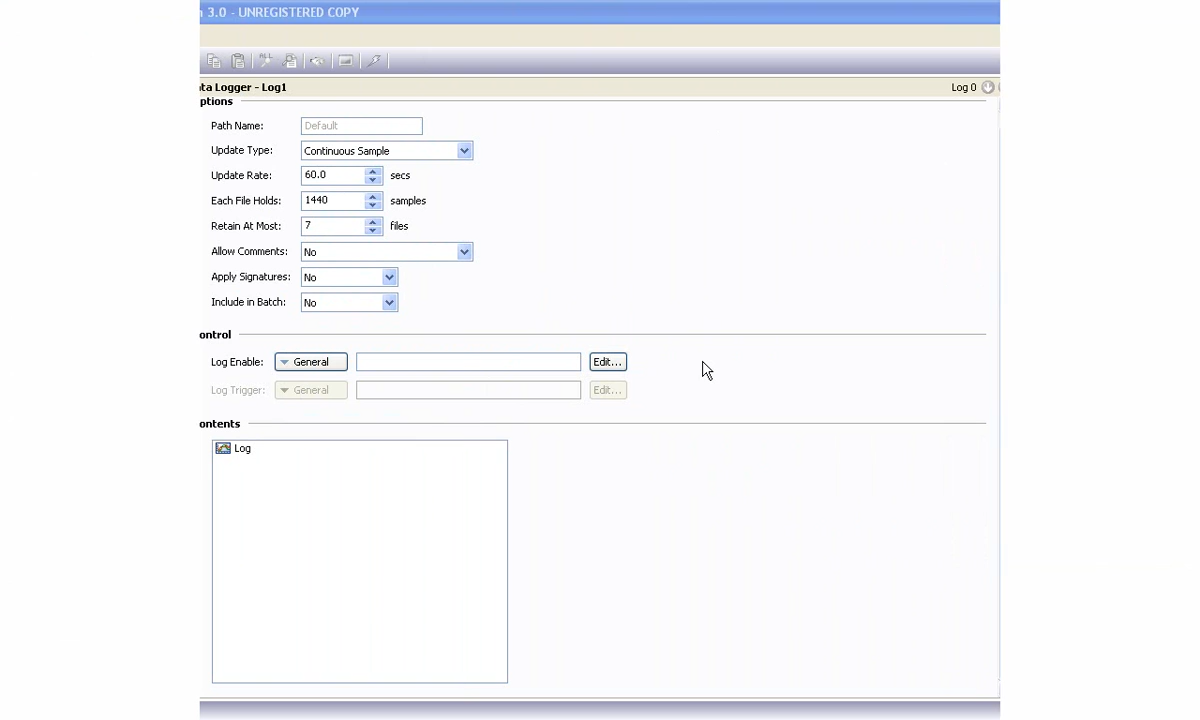 n 3.0 - UNREGISTERED COPY
ALL
ta Logger - Log1 Log 0
ptions
Path Name: Default
Update Type: Continuous Sample
Update Rate: 60.0 secs
Each File Holds: 1440 samples
Retain At Most: 7 files
Allow Comments: No
Apply Signatures: No
Include in Batch: No
ontrol
Log Enable: General Edit...
Log Trigger: General Edit...
ontents
Log